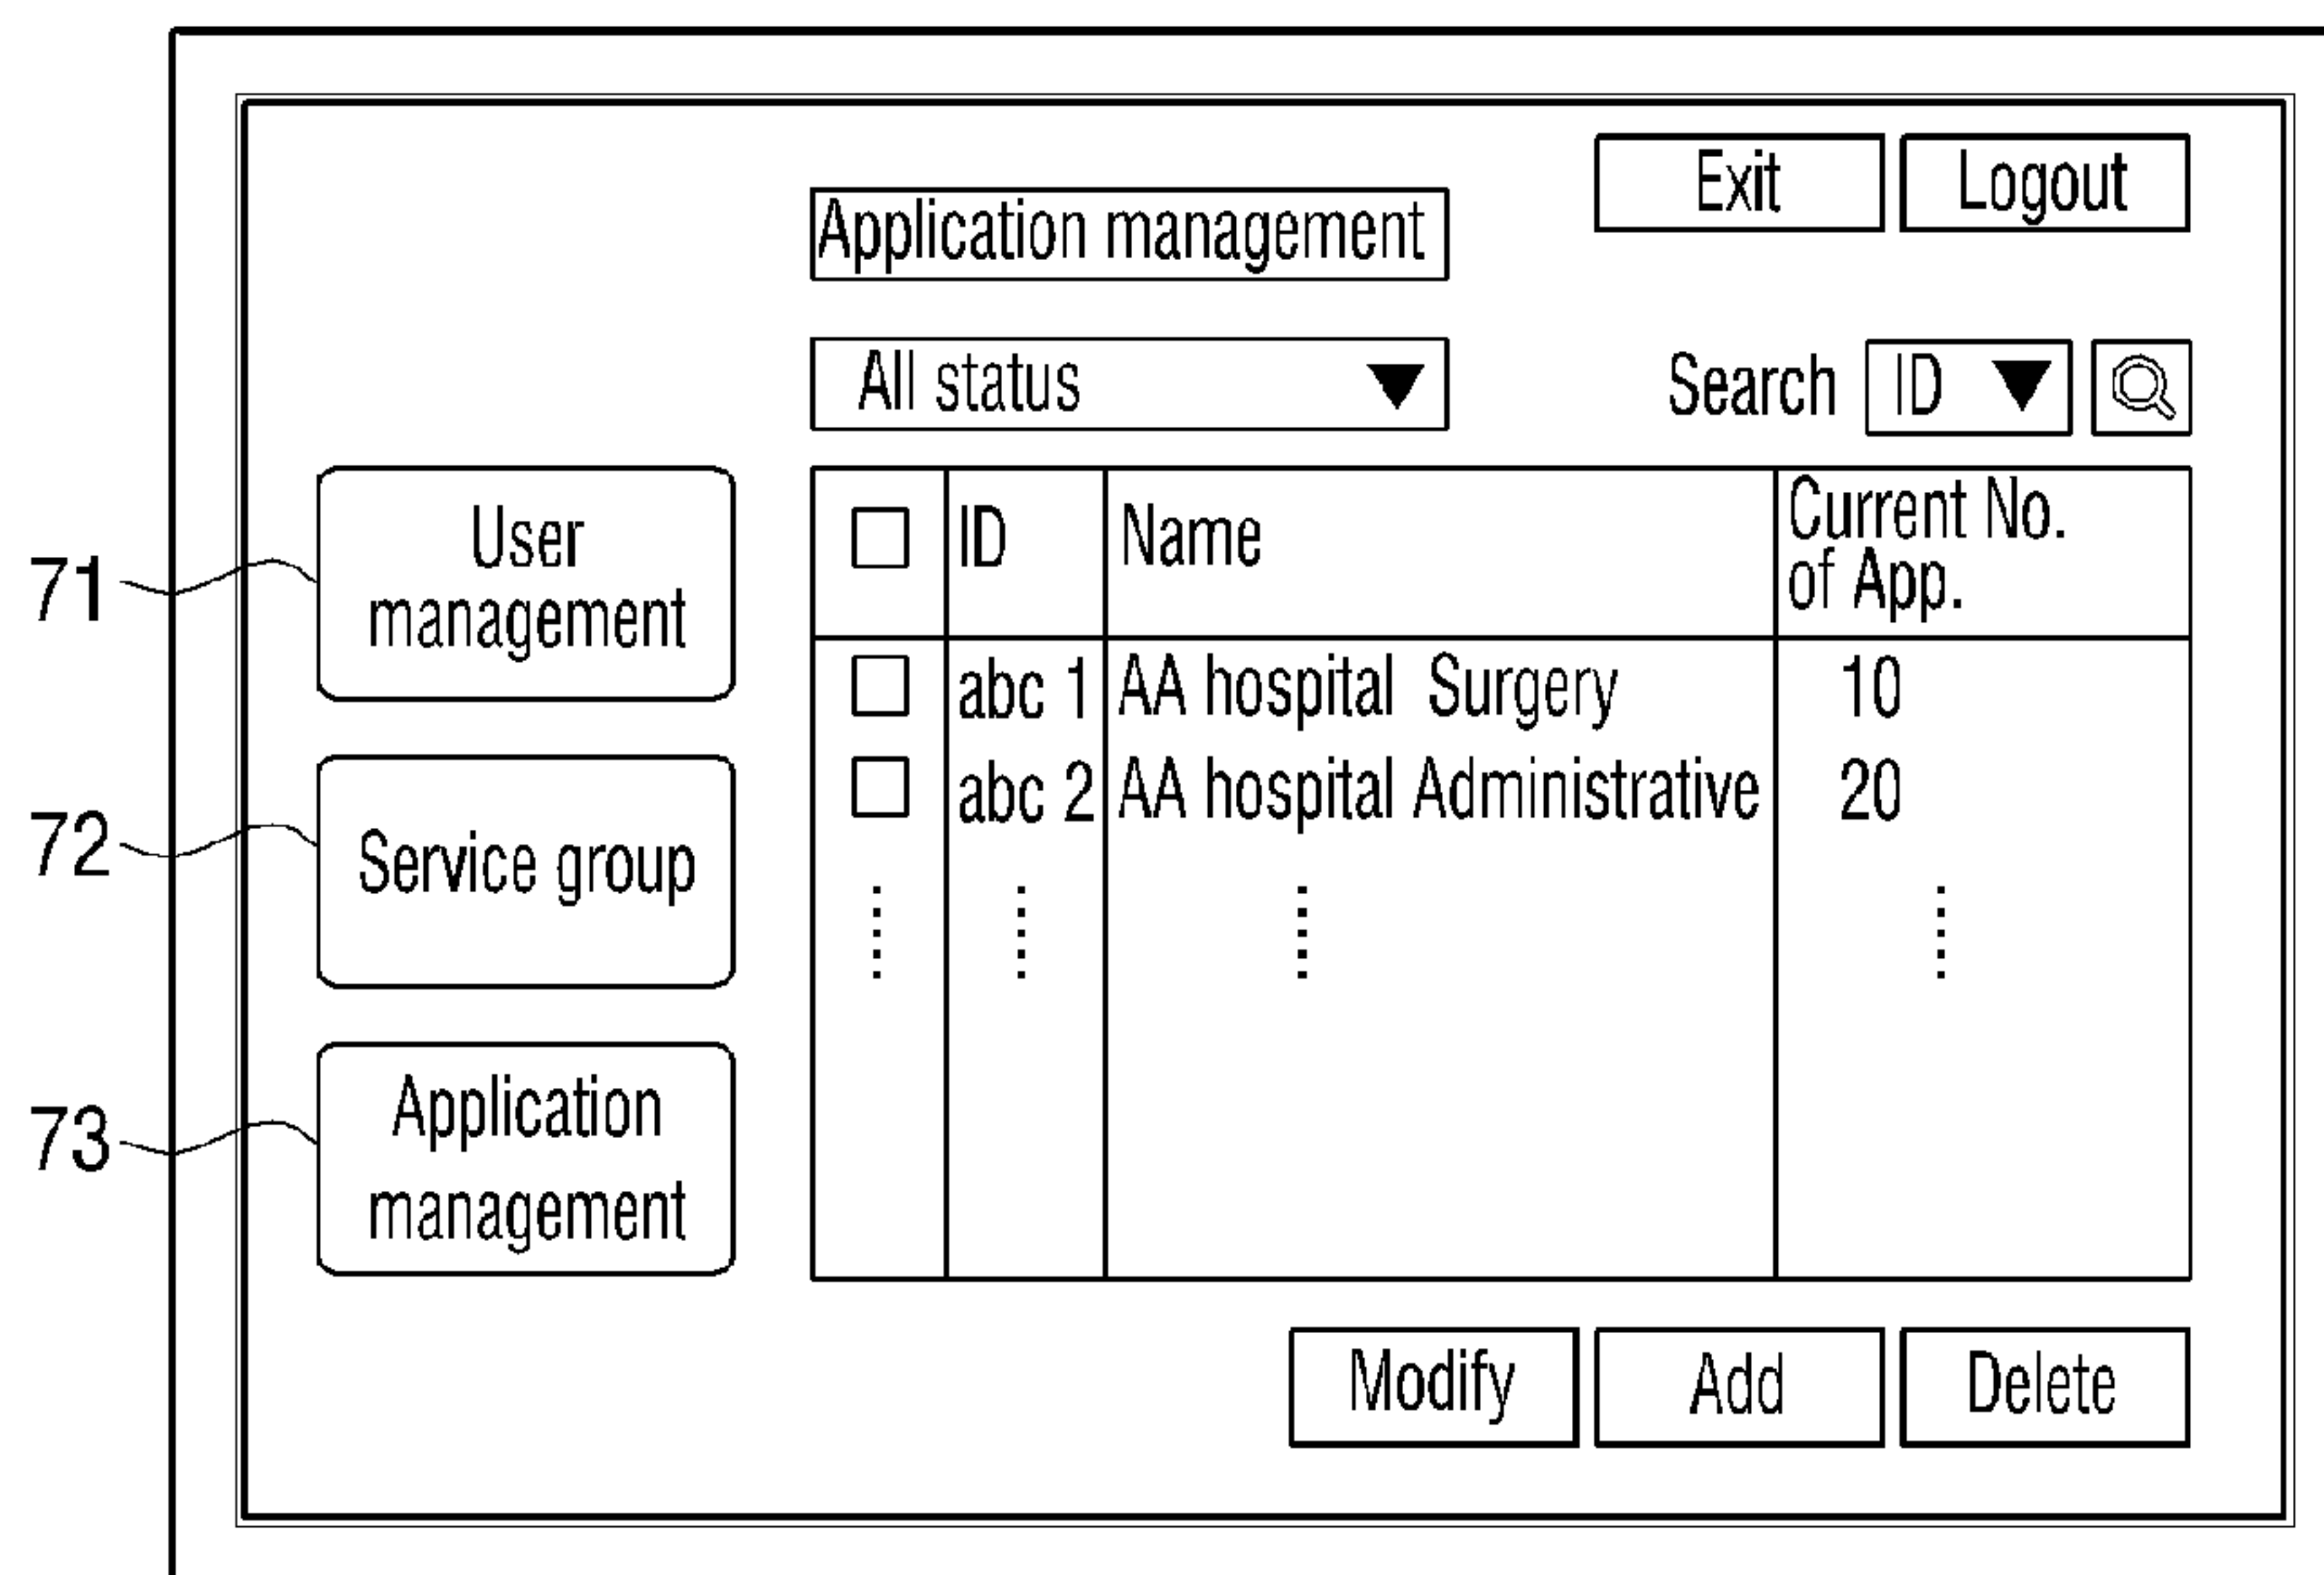 Exit Logout
Application management
All status
Search ID
71
User
management
72
Service group
73
Application
management
ID Name Current No.
of App.
abc 1 AA hospital Surgery 10
abc 2 AA hospital Administrative 20
Modify Add Delete